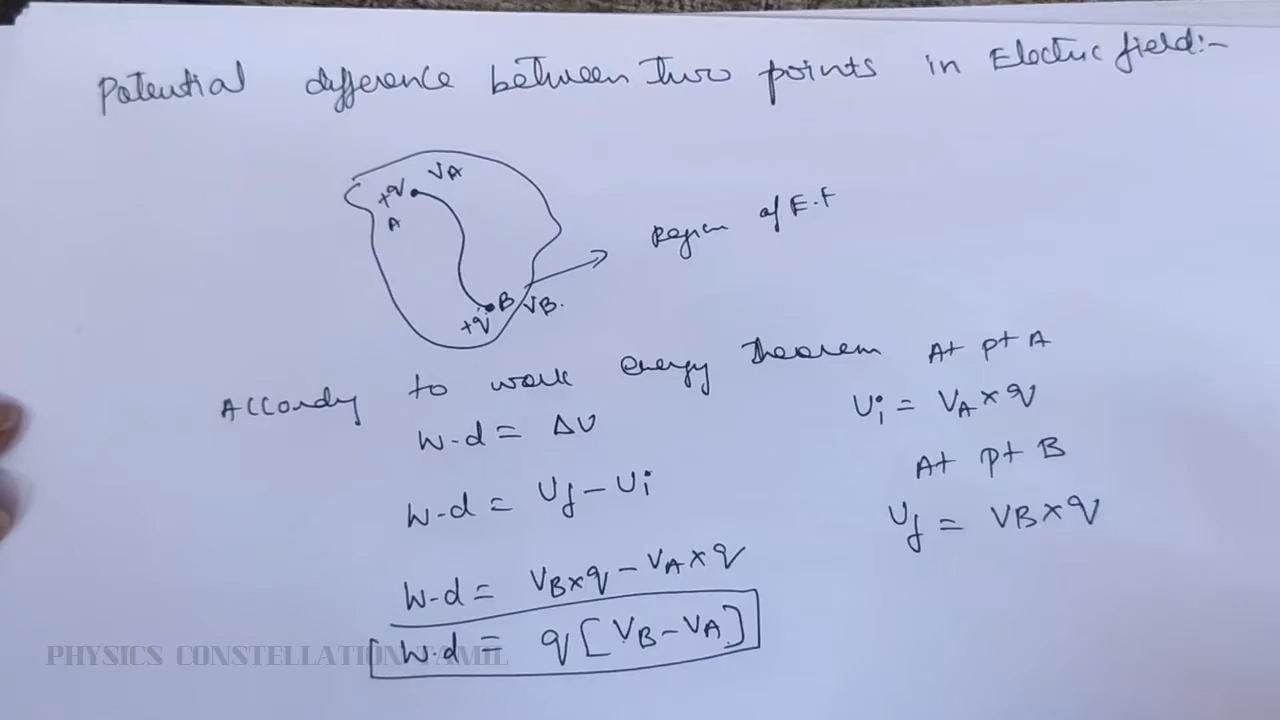 Potential difference between two points in Electric field:-
VA
+q
A
Region of E.F
B
VB.
+q
According to work energy theorem
W.d = ΔU
W.d = Uf - Ui
W.d = VB×q - VA×q
W.d = q[VB - VA]
At pt A
Ui = VA×q
At pt B
Uf = VB×q
PHYSICS CONSTELLATION TAMIL